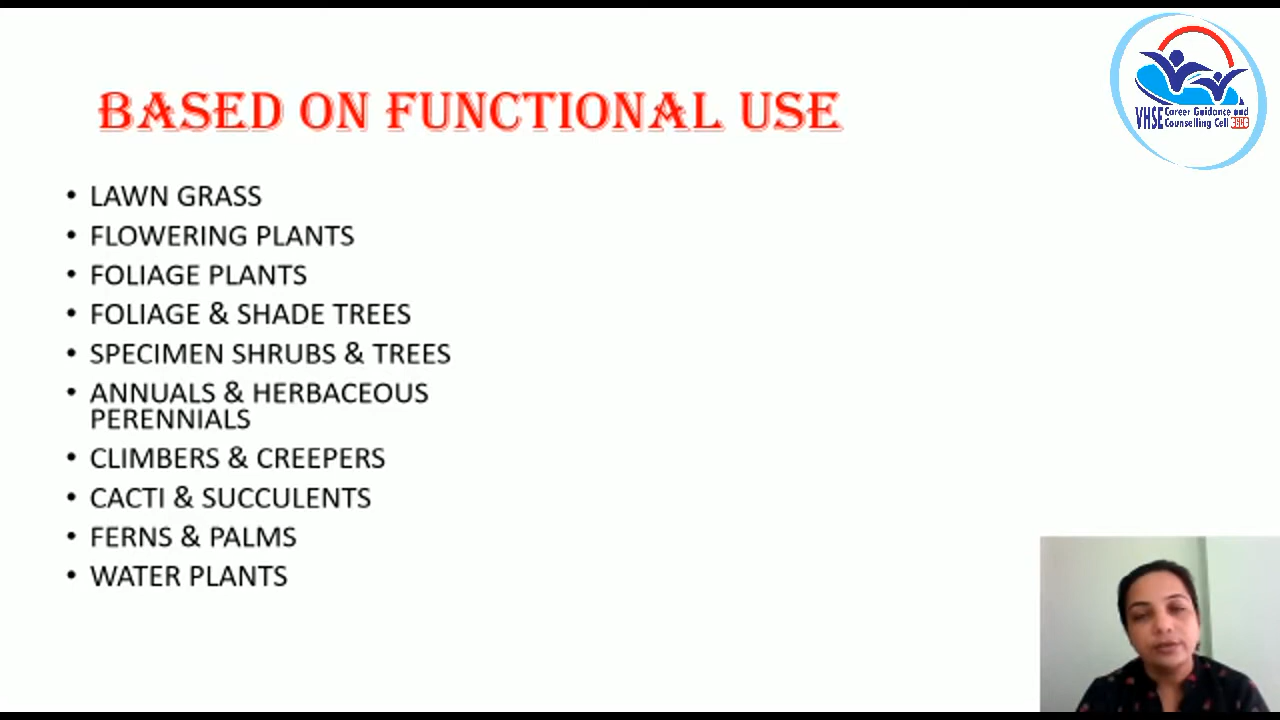 BASED ON FUNCTIONAL USE
VHSE Career Guidance and
Counselling Cell
• LAWN GRASS
• FLOWERING PLANTS
• FOLIAGE PLANTS
• FOLIAGE & SHADE TREES
• SPECIMEN SHRUBS & TREES
• ANNUALS & HERBACEOUS
PERENNIALS
• CLIMBERS & CREEPERS
• CACTI & SUCCULENTS
• FERNS & PALMS
• WATER PLANTS